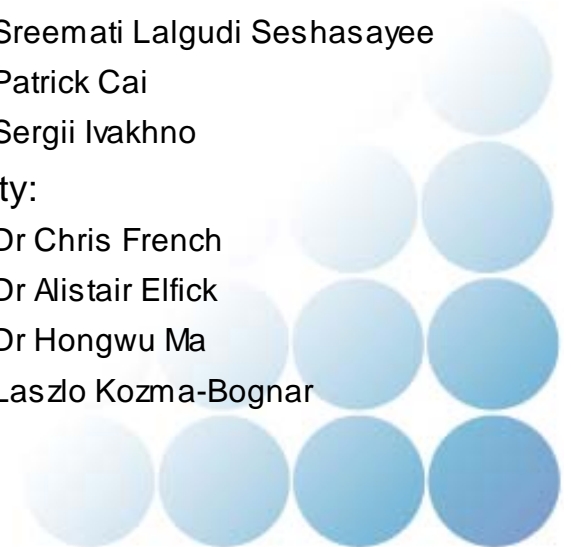 Sreemati Lalgudi Seshasayee
Patrick Cai
Sergii Ivakhno
ty:
Dr Chris French
Dr Alistair Elfick
Dr Hongwu Ma
Laszlo Kozma-Bognar